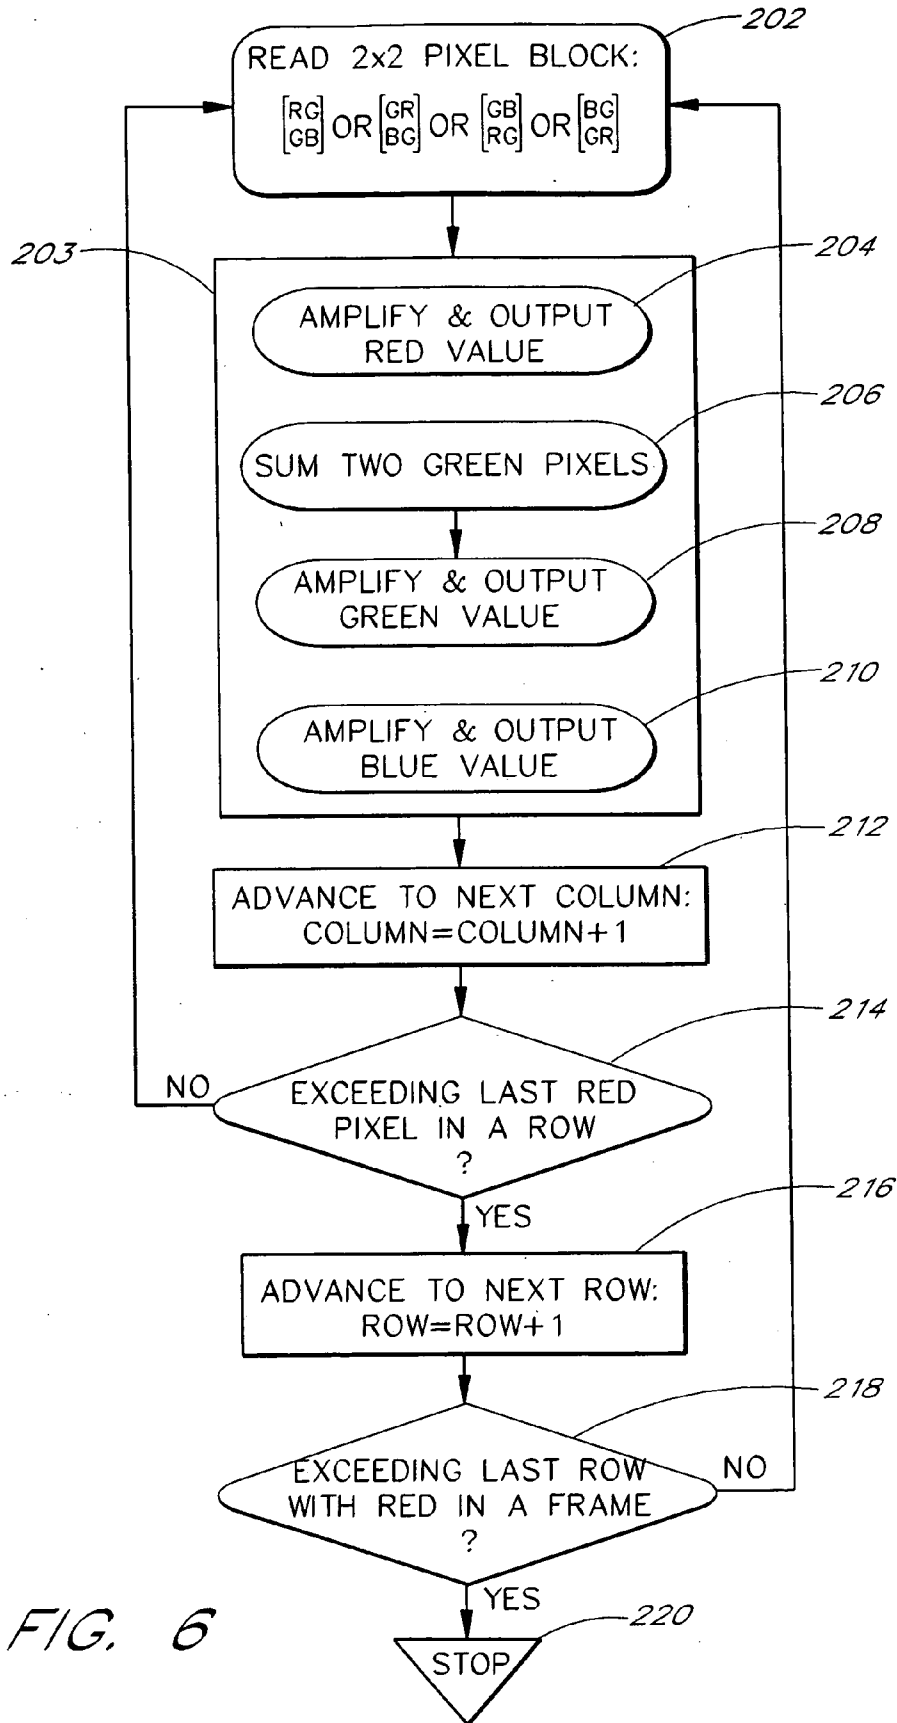 202
READ 2x2 PIXEL BLOCK:
[RG GB] OR [GR BG] OR [GB RG] OR [BG GR]
203
204
AMPLIFY & OUTPUT
RED VALUE
206
SUM TWO GREEN PIXELS
208
AMPLIFY & OUTPUT
GREEN VALUE
210
AMPLIFY & OUTPUT
BLUE VALUE
212
ADVANCE TO NEXT COLUMN:
COLUMN=COLUMN+1
214
NO
EXCEEDING LAST RED
PIXEL IN A ROW
?
YES
216
ADVANCE TO NEXT ROW:
ROW=ROW+1
218
EXCEEDING LAST ROW
WITH RED IN A FRAME
?
NO
YES
220
STOP
FIG. 6